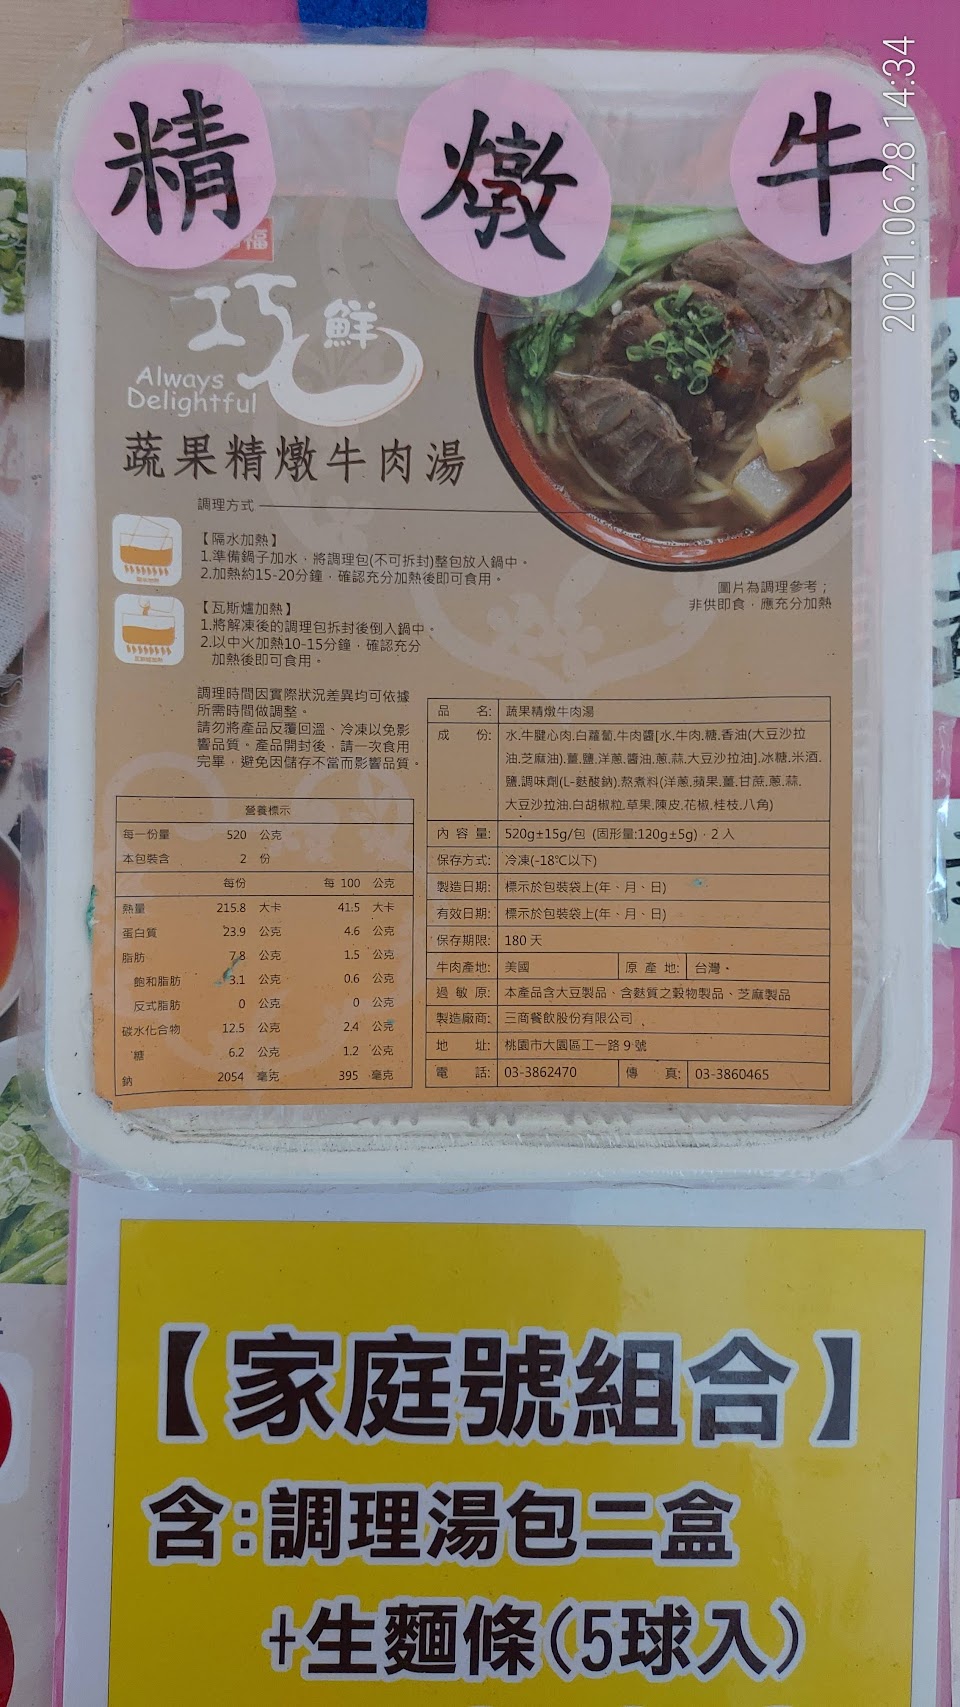 精 燉 牛
2021.06.28 14:34
福
巧鮮
Always
Delightful
蔬果精燉牛肉湯
調理方式
【隔水加熱】
1.準備鍋子加水，將調理包(不可拆封)整包放入鍋中。
2.加熱約15-20分鐘，確認充分加熱後即可食用。
【瓦斯爐加熱】
1.將解凍後的調理包拆封後倒入鍋中。
2.以中火加熱10-15分鐘，確認充分
加熱後即可食用。
圖片為調理參考；
非供即食，應充分加熱
調理時間因實際狀況差異均可依據
所需時間做調整。
請勿將產品反覆回溫、冷凍以免影
響品質。產品開封後，請一次食用
完畢，避免因儲存不當而影響品質。
營養標示
每一份量 520 公克
本包裝含 2 份
每份 每 100 公克
熱量 215.8 大卡 41.5 大卡
蛋白質 23.9 公克 4.6 公克
脂肪 7.8 公克 1.5 公克
飽和脂肪 3.1 公克 0.6 公克
反式脂肪 0 公克 0 公克
碳水化合物 12.5 公克 2.4 公克
糖 6.2 公克 1.2 公克
鈉 2054 毫克 395 毫克
品名: 蔬果精燉牛肉湯
成份: 水.牛腱心肉.白蘿蔔.牛肉醬[水.牛肉.糖.香油(大豆沙拉
油.芝麻油).薑.鹽.洋蔥.醬油.蔥.蒜.大豆沙拉油].冰糖.米酒.
鹽.調味劑(L-麩酸鈉).熬煮料(洋蔥.蘋果.薑.甘蔗.蔥.蒜.
大豆沙拉油.白胡椒粒.草果.陳皮.花椒.桂枝.八角)
內容量: 520g±15g/包 (固形量:120g±5g)，2人
保存方式: 冷凍(-18℃以下)
製造日期: 標示於包裝袋上(年、月、日)
有效日期: 標示於包裝袋上(年、月、日)
保存期限: 180 天
牛肉產地: 美國 原產地: 台灣。
過敏原: 本產品含大豆製品、含麩質之穀物製品、芝麻製品
製造廠商: 三商餐飲股份有限公司
地址: 桃園市大園區工一路9號
電話: 03-3862470 傳真: 03-3860465
【家庭號組合】
含:調理湯包二盒
+生麵條(5球入)